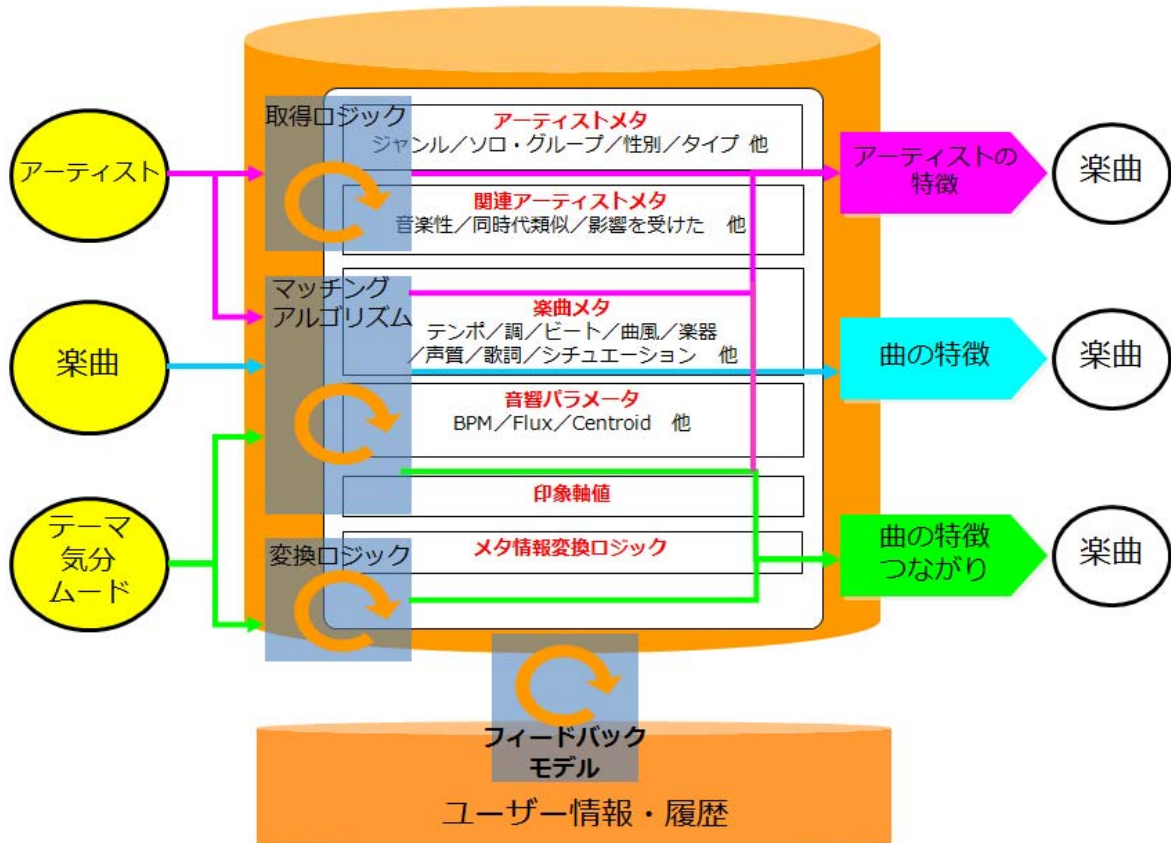 アーティスト
楽曲
テーマ
気分
ムード
取得ロジック
マッチング
アルゴリズム
変換ロジック
アーティストメタ
ジャンル／ソロ・グループ／性別／タイプ 他
関連アーティストメタ
音楽性／同時代類似／影響を受けた　他
楽曲メタ
テンポ／調／ビート／曲風／楽器
／声質／歌詞／シチュエーション　他
音響パラメータ
BPM／Flux／Centroid　他
印象軸値
メタ情報変換ロジック
アーティストの
特徴
楽曲
曲の特徴
楽曲
曲の特徴
つながり
楽曲
フィードバック
モデル
ユーザー情報・履歴